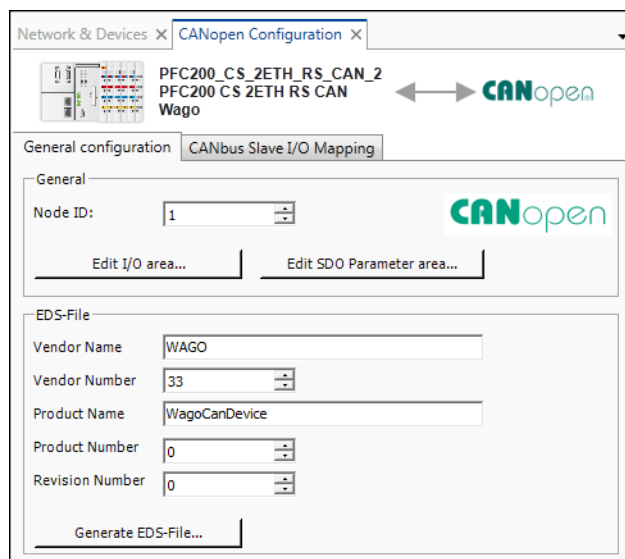 Network & Devices
CANopen Configuration
PFC200_CS_2ETH_RS_CAN_2
PFC200 CS 2ETH RS CAN
Wago
CANopen
General configuration
CANbus Slave I/O Mapping
General
Node ID: 1
CANopen
Edit I/O area... Edit SDO Parameter area...
EDS-File
Vendor Name WAGO
Vendor Number 33
Product Name WagoCanDevice
Product Number 0
Revision Number 0
Generate EDS-File...